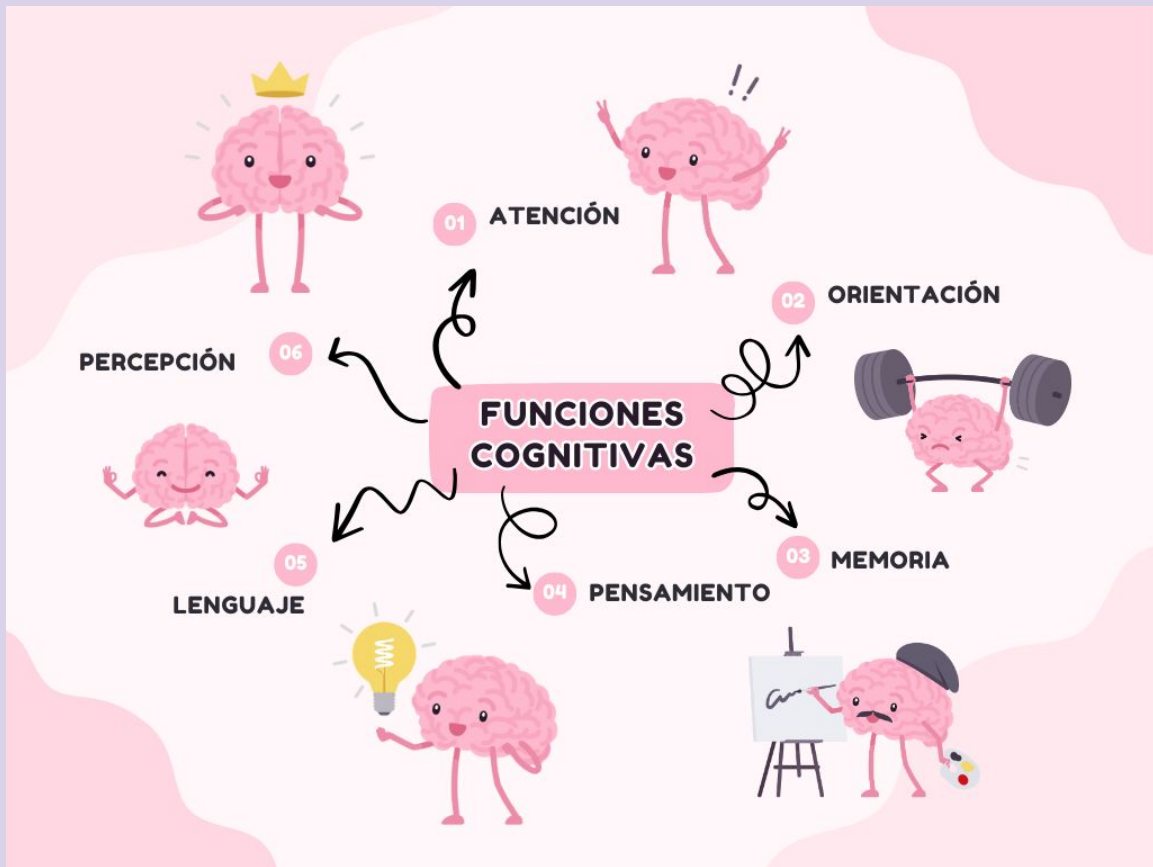 01 ATENCIÓN
02 ORIENTACIÓN
PERCEPCIÓN 06
FUNCIONES
COGNITIVAS
03 MEMORIA
04 PENSAMIENTO
05
LENGUAJE